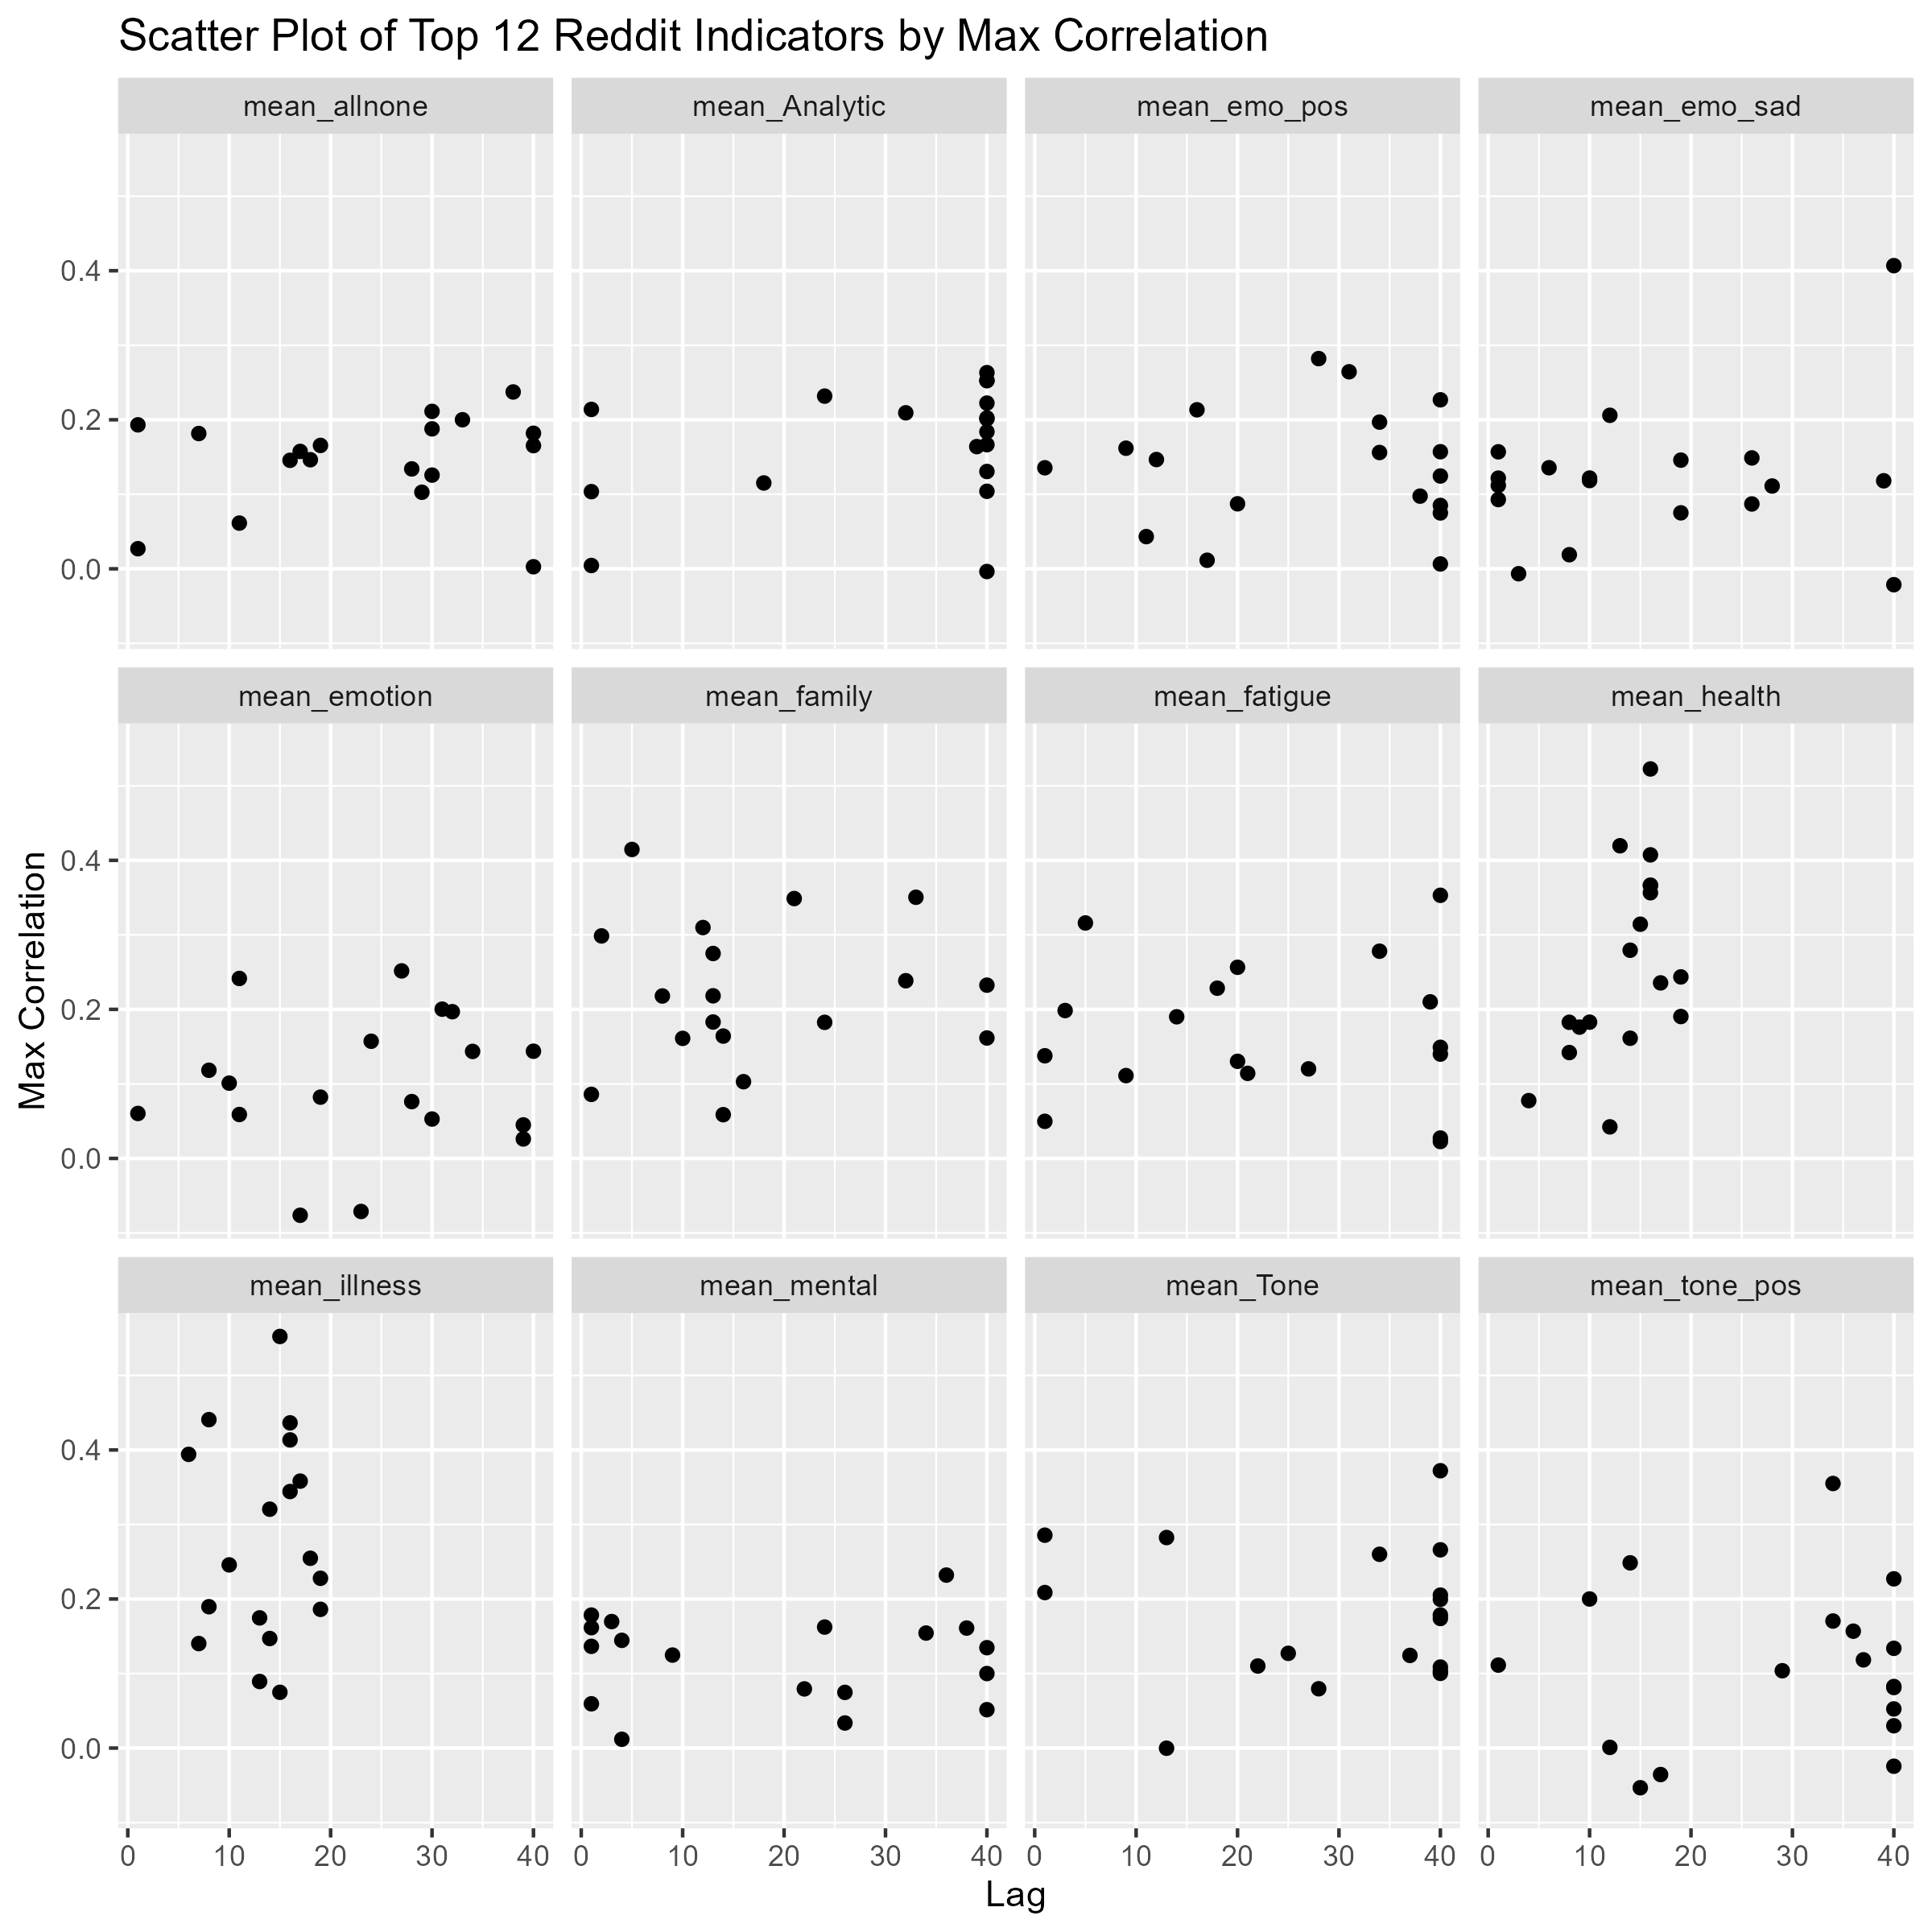 Scatter Plot of Top 12 Reddit Indicators by Max Correlation
mean_allnone
mean_Analytic
mean_emo_pos
mean_emo_sad
0.4
0.2
0.0
mean_emotion
mean_family
mean_fatigue
mean_health
Max Correlation
0.4
0.2
0.0
mean_illness
mean_mental
mean_Tone
mean_tone_pos
0.4
0.2
0.0
0 10 20 30 40
0 10 20 30 40
0 10 20 30 40
0 10 20 30 40
Lag